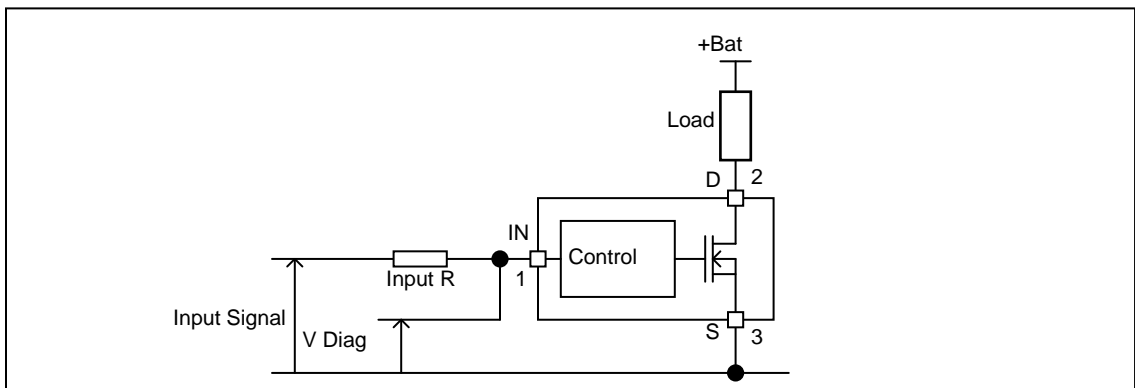 +Bat
Load
D 2
IN
Control
1
Input R
Input Signal
V Diag
S 3